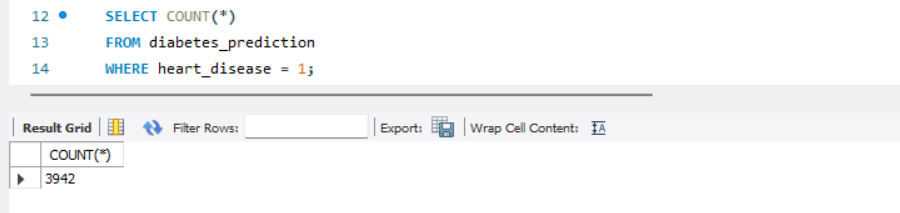 12 SELECT COUNT(*)
13 FROM diabetes_prediction
14 WHERE heart_disease = 1;
Result Grid Filter Rows: Export: Wrap Cell Content: IA
COUNT(*)
3942